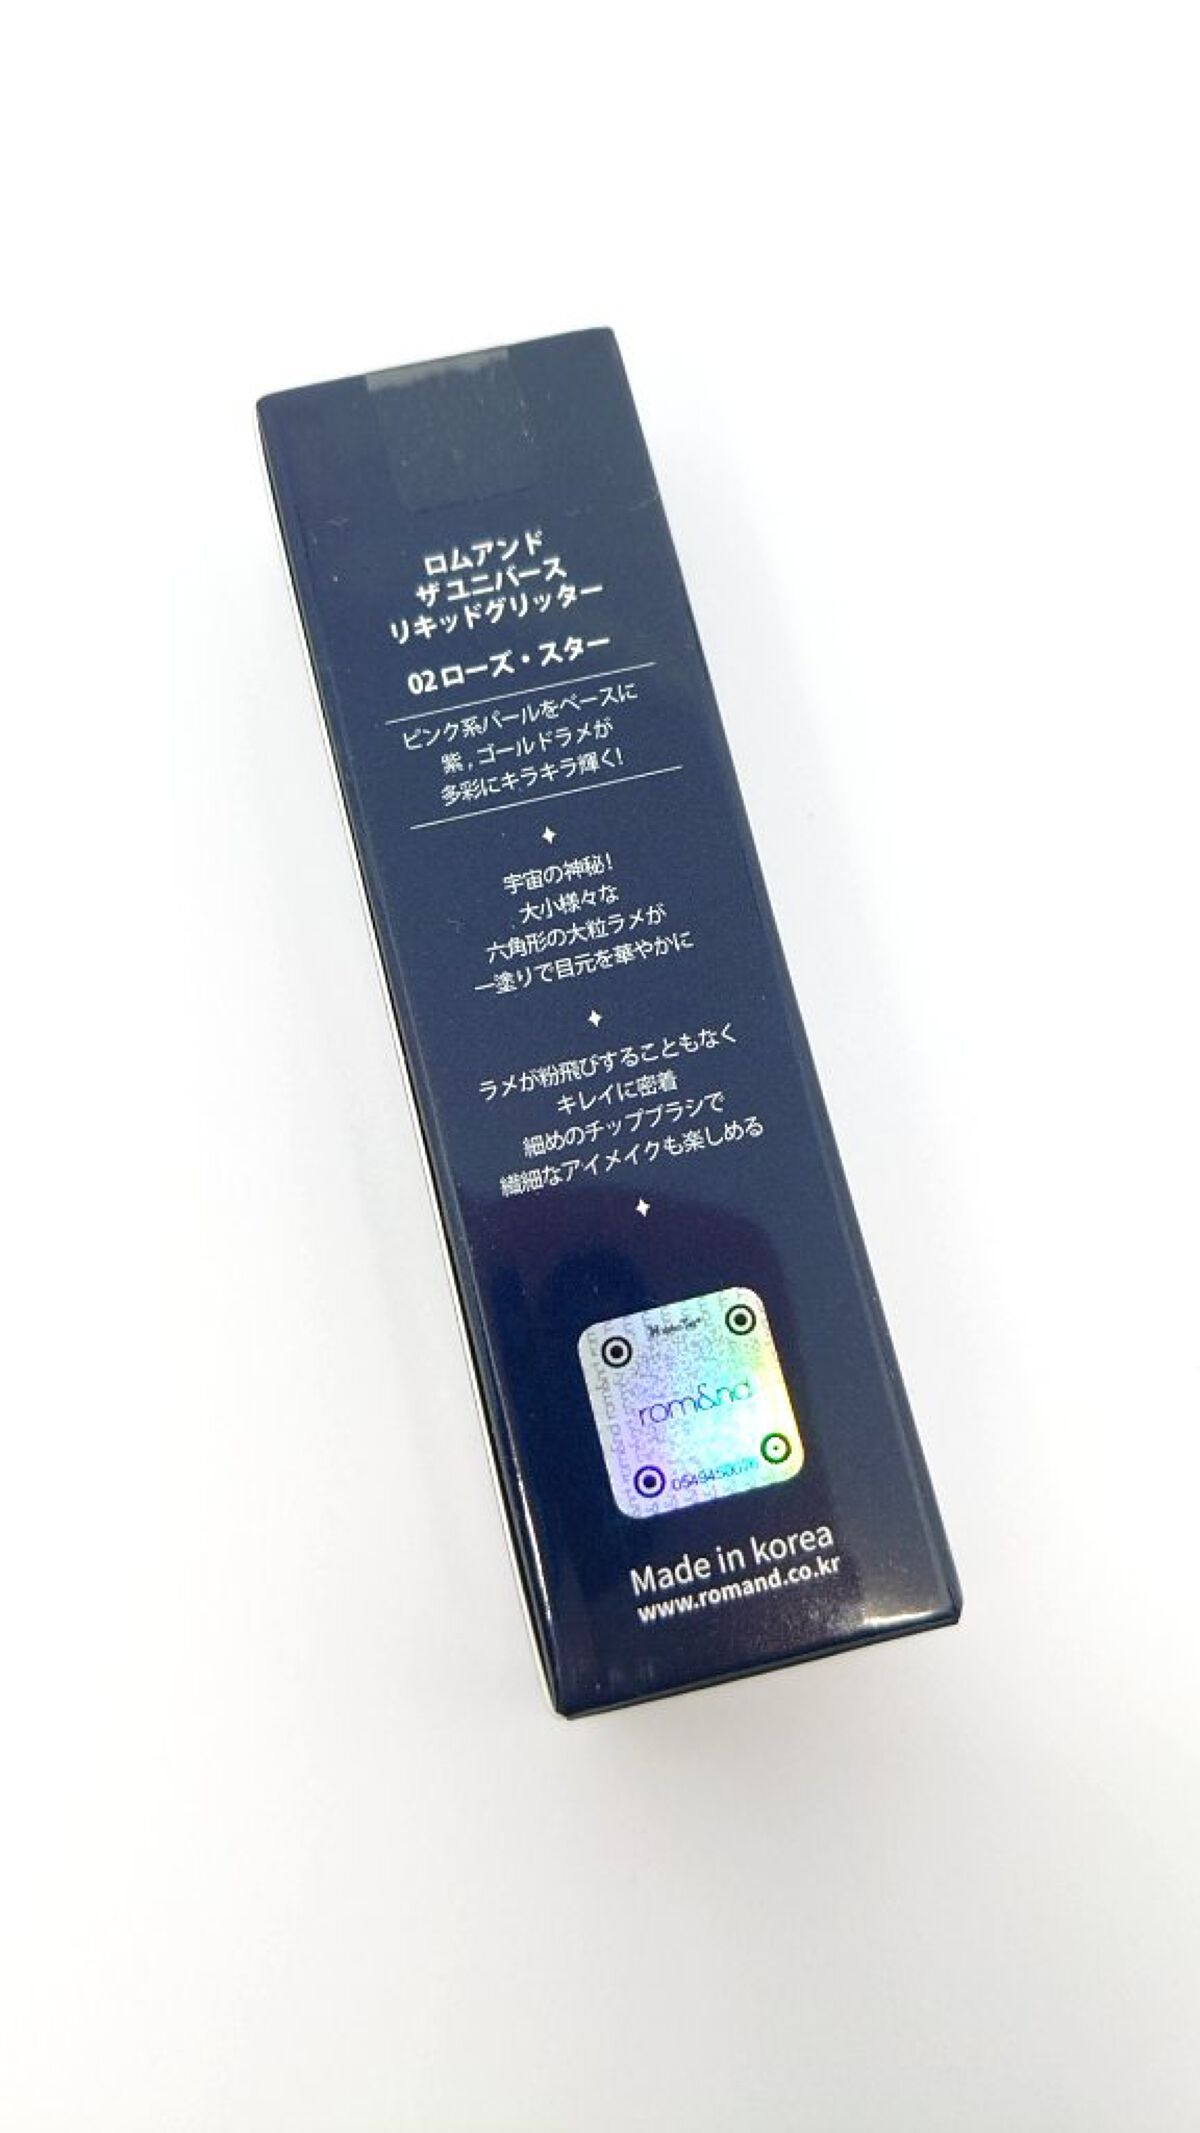 ロムアンド
ザ ユニバース
リキッドグリッター
02 ローズ・スター
ピンク系パールをベースに
紫，ゴールドラメが
多彩にキラキラ輝く!
宇宙の神秘!
大小様々な
六角形の大粒ラメが
一塗りで目元を華やかに
ラメが粉飛びすることもなく
キレイに密着
細めのチップブラシで
繊細なアイメイクも楽しめる
rom&nd
Made in korea
www.romand.co.kr